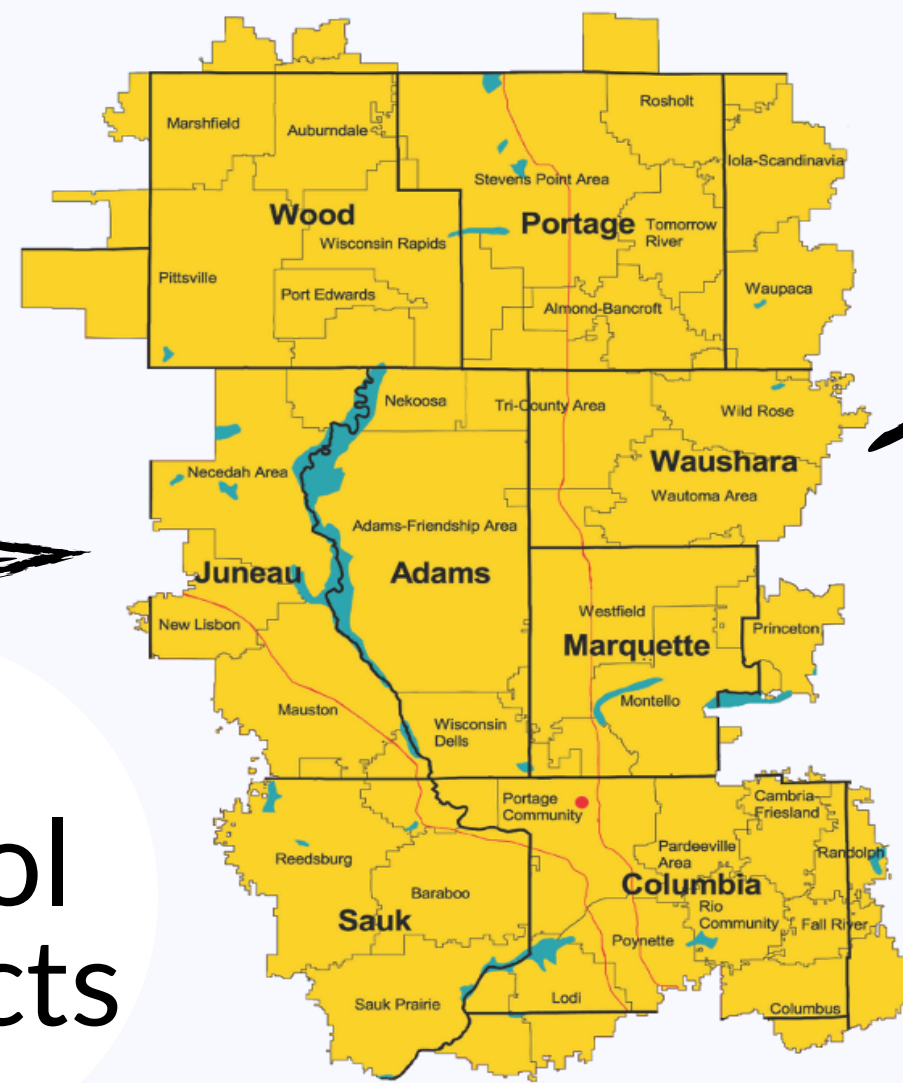 Rosholt
Marshfield
Auburndale
Iola-Scandinavia
Stevens Point Area
Wood
Portage
Tomorrow
River
Wisconsin Rapids
Pittsville
Port Edwards
Waupaca
Almond-Bancroft
Nekoosa
Tri-County Area
Wild Rose
Necedah Area
Waushara
Wautoma Area
Adams-Friendship Area
Juneau
Adams
New Lisbon
Westfield
Princeton
Marquette
Mauston
Montello
Wisconsin
Dells
Portage
Community
Cambria-
Friesland
Pardeeville
Area
Randolph
Reedsburg
Columbia
Baraboo
Sauk
Rio
Community
Fall River
Poynette
Sauk Prairie
Lodi
Columbus
ol
cts